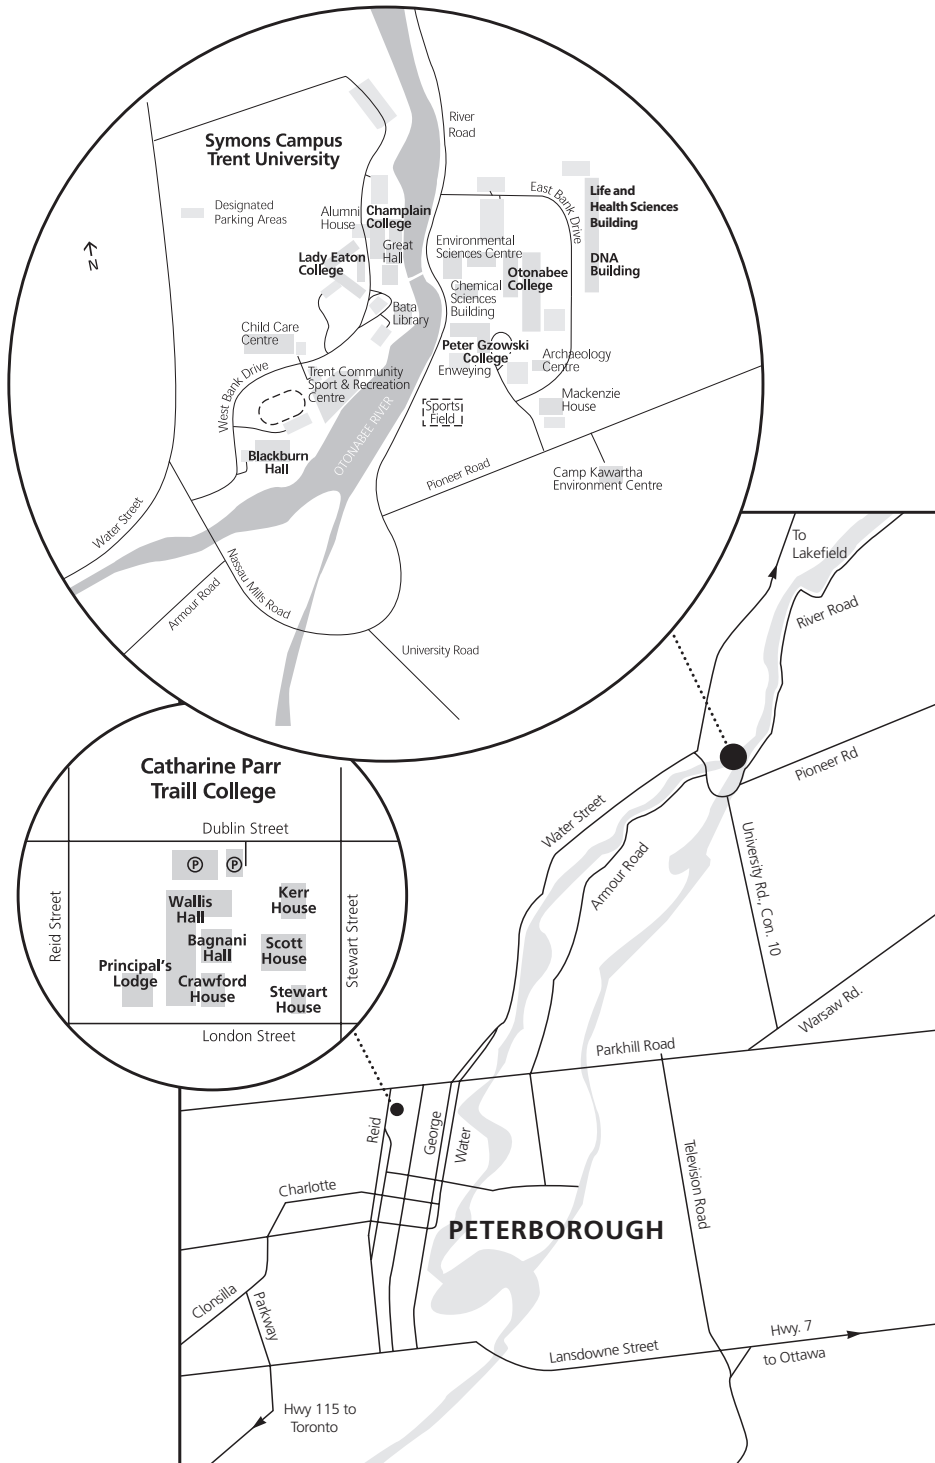 River
Road
Symons Campus
Trent University
Designated
Parking Areas
Alumni
House
Champlain
College
Great
Hall
Lady Eaton
College
East Bank Drive
Life and
Health Sciences
Building
DNA
Building
Environmental
Sciences Centre
Otonabee
College
Chemical
Sciences
Building
N
Bata
Library
Child Care
Centre
Peter Gzowski
College
Enweying
Archaeology
Centre
West Bank Drive
Trent Community
Sport & Recreation
Centre
Mackenzie
House
Sports
Field
OTONABEE RIVER
Blackburn
Hall
Pioneer Road
Camp Kawartha
Environment Centre
Water Street
Nassau Mills Road
Armour Road
University Road
To
Lakefield
River Road
Pioneer Rd
Water Street
Armour Road
University Rd., Con. 10
Warsaw Rd.
Catharine Parr
Traill College
Dublin Street
P
P
Reid Street
Wallis
Hall
Kerr
House
Stewart Street
Bagnani
Hall
Scott
House
Principal's
Lodge
Crawford
House
Stewart
House
London Street
Parkhill Road
Reid
George
Water
Television Road
Charlotte
PETERBOROUGH
Clonsilla
Parkway
Lansdowne Street
Hwy. 7
to Ottawa
Hwy 115 to
Toronto